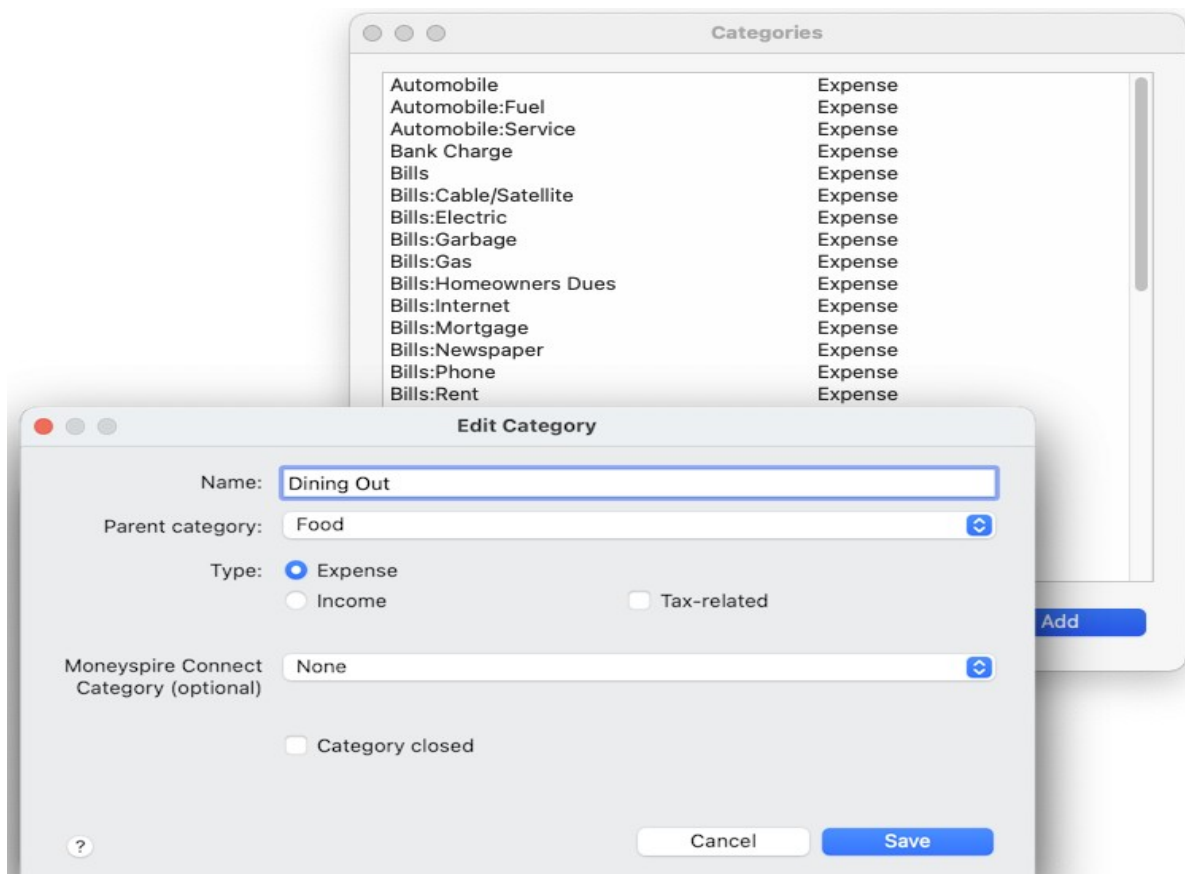 Categories
Automobile Expense
Automobile:Fuel Expense
Automobile:Service Expense
Bank Charge Expense
Bills Expense
Bills:Cable/Satellite Expense
Bills:Electric Expense
Bills:Garbage Expense
Bills:Gas Expense
Bills:Homeowners Dues Expense
Bills:Internet Expense
Bills:Mortgage Expense
Bills:Newspaper Expense
Bills:Phone Expense
Bills:Rent Expense
Add
Edit Category
Name: Dining Out
Parent category: Food
Type: Expense
Income Tax-related
Moneyspire Connect
Category (optional)
None
Category closed
? Cancel Save